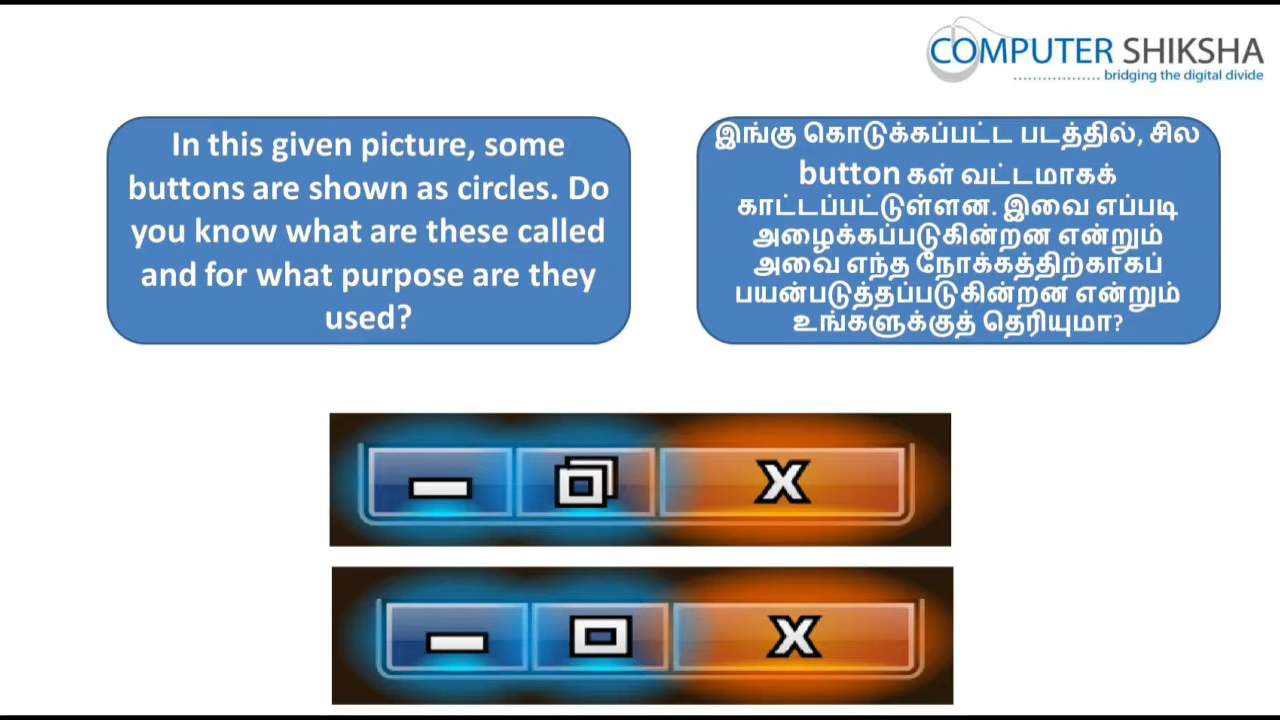 COMPUTER SHIKSHA
.................. bridging the digital divide
In this given picture, some
buttons are shown as circles. Do
you know what are these called
and for what purpose are they
used?
இங்கு கொடுக்கப்பட்ட படத்தில், சில
button கள் வட்டமாகக்
காட்டப்பட்டுள்ளன. இவை எப்படி
அழைக்கப்படுகின்றன என்றும்
அவை எந்த நோக்கத்திற்காகப்
பயன்படுத்தப்படுகின்றன என்றும்
உங்களுக்குத் தெரியுமா?